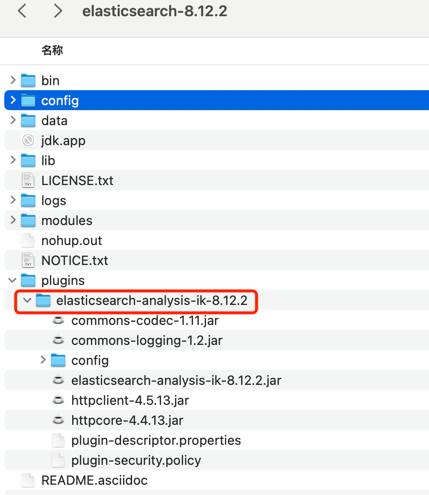 elasticsearch-8.12.2
名称
bin
config
data
jdk.app
lib
LICENSE.txt
logs
modules
nohup.out
NOTICE.txt
plugins
elasticsearch-analysis-ik-8.12.2
commons-codec-1.11.jar
commons-logging-1.2.jar
config
elasticsearch-analysis-ik-8.12.2.jar
httpclient-4.5.13.jar
httpcore-4.4.13.jar
plugin-descriptor.properties
plugin-security.policy
README.asciidoc